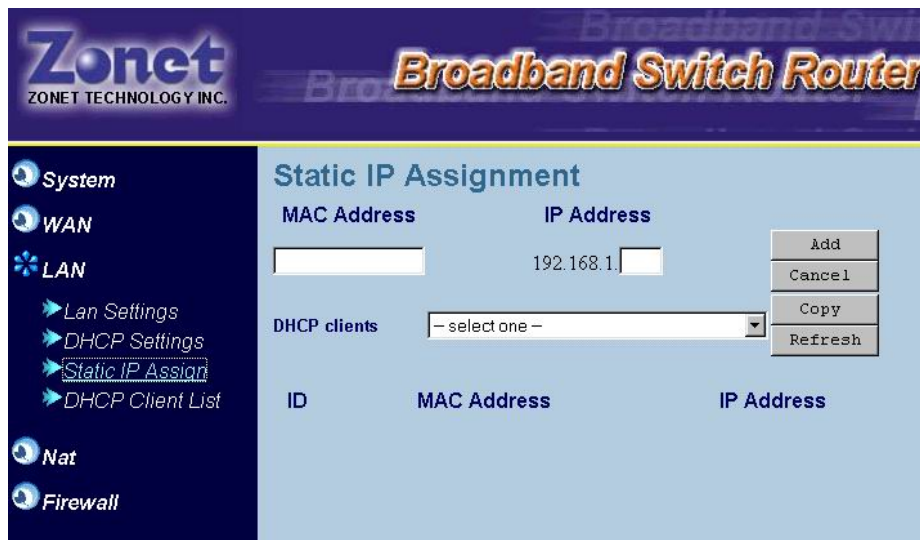 Zonet
ZONET TECHNOLOGY INC.
Broadband Switch Router
System
WAN
LAN
Lan Settings
DHCP Settings
Static IP Assign
DHCP Client List
Nat
Firewall
Static IP Assignment
MAC Address IP Address
192.168.1.
Add
Cancel
DHCP clients
– select one –
Copy
Refresh
ID MAC Address IP Address